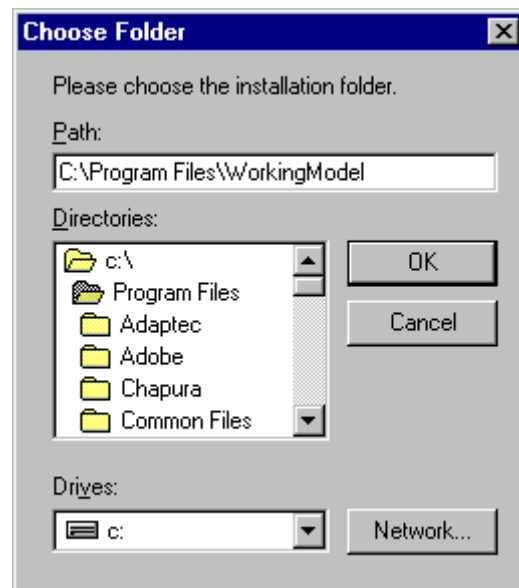 Choose Folder
Please choose the installation folder.
Path:
C:\Program Files\WorkingModel
Directories:
c:\
Program Files
Adaptec
Adobe
Chapura
Common Files
OK
Cancel
Drives:
c:
Network...